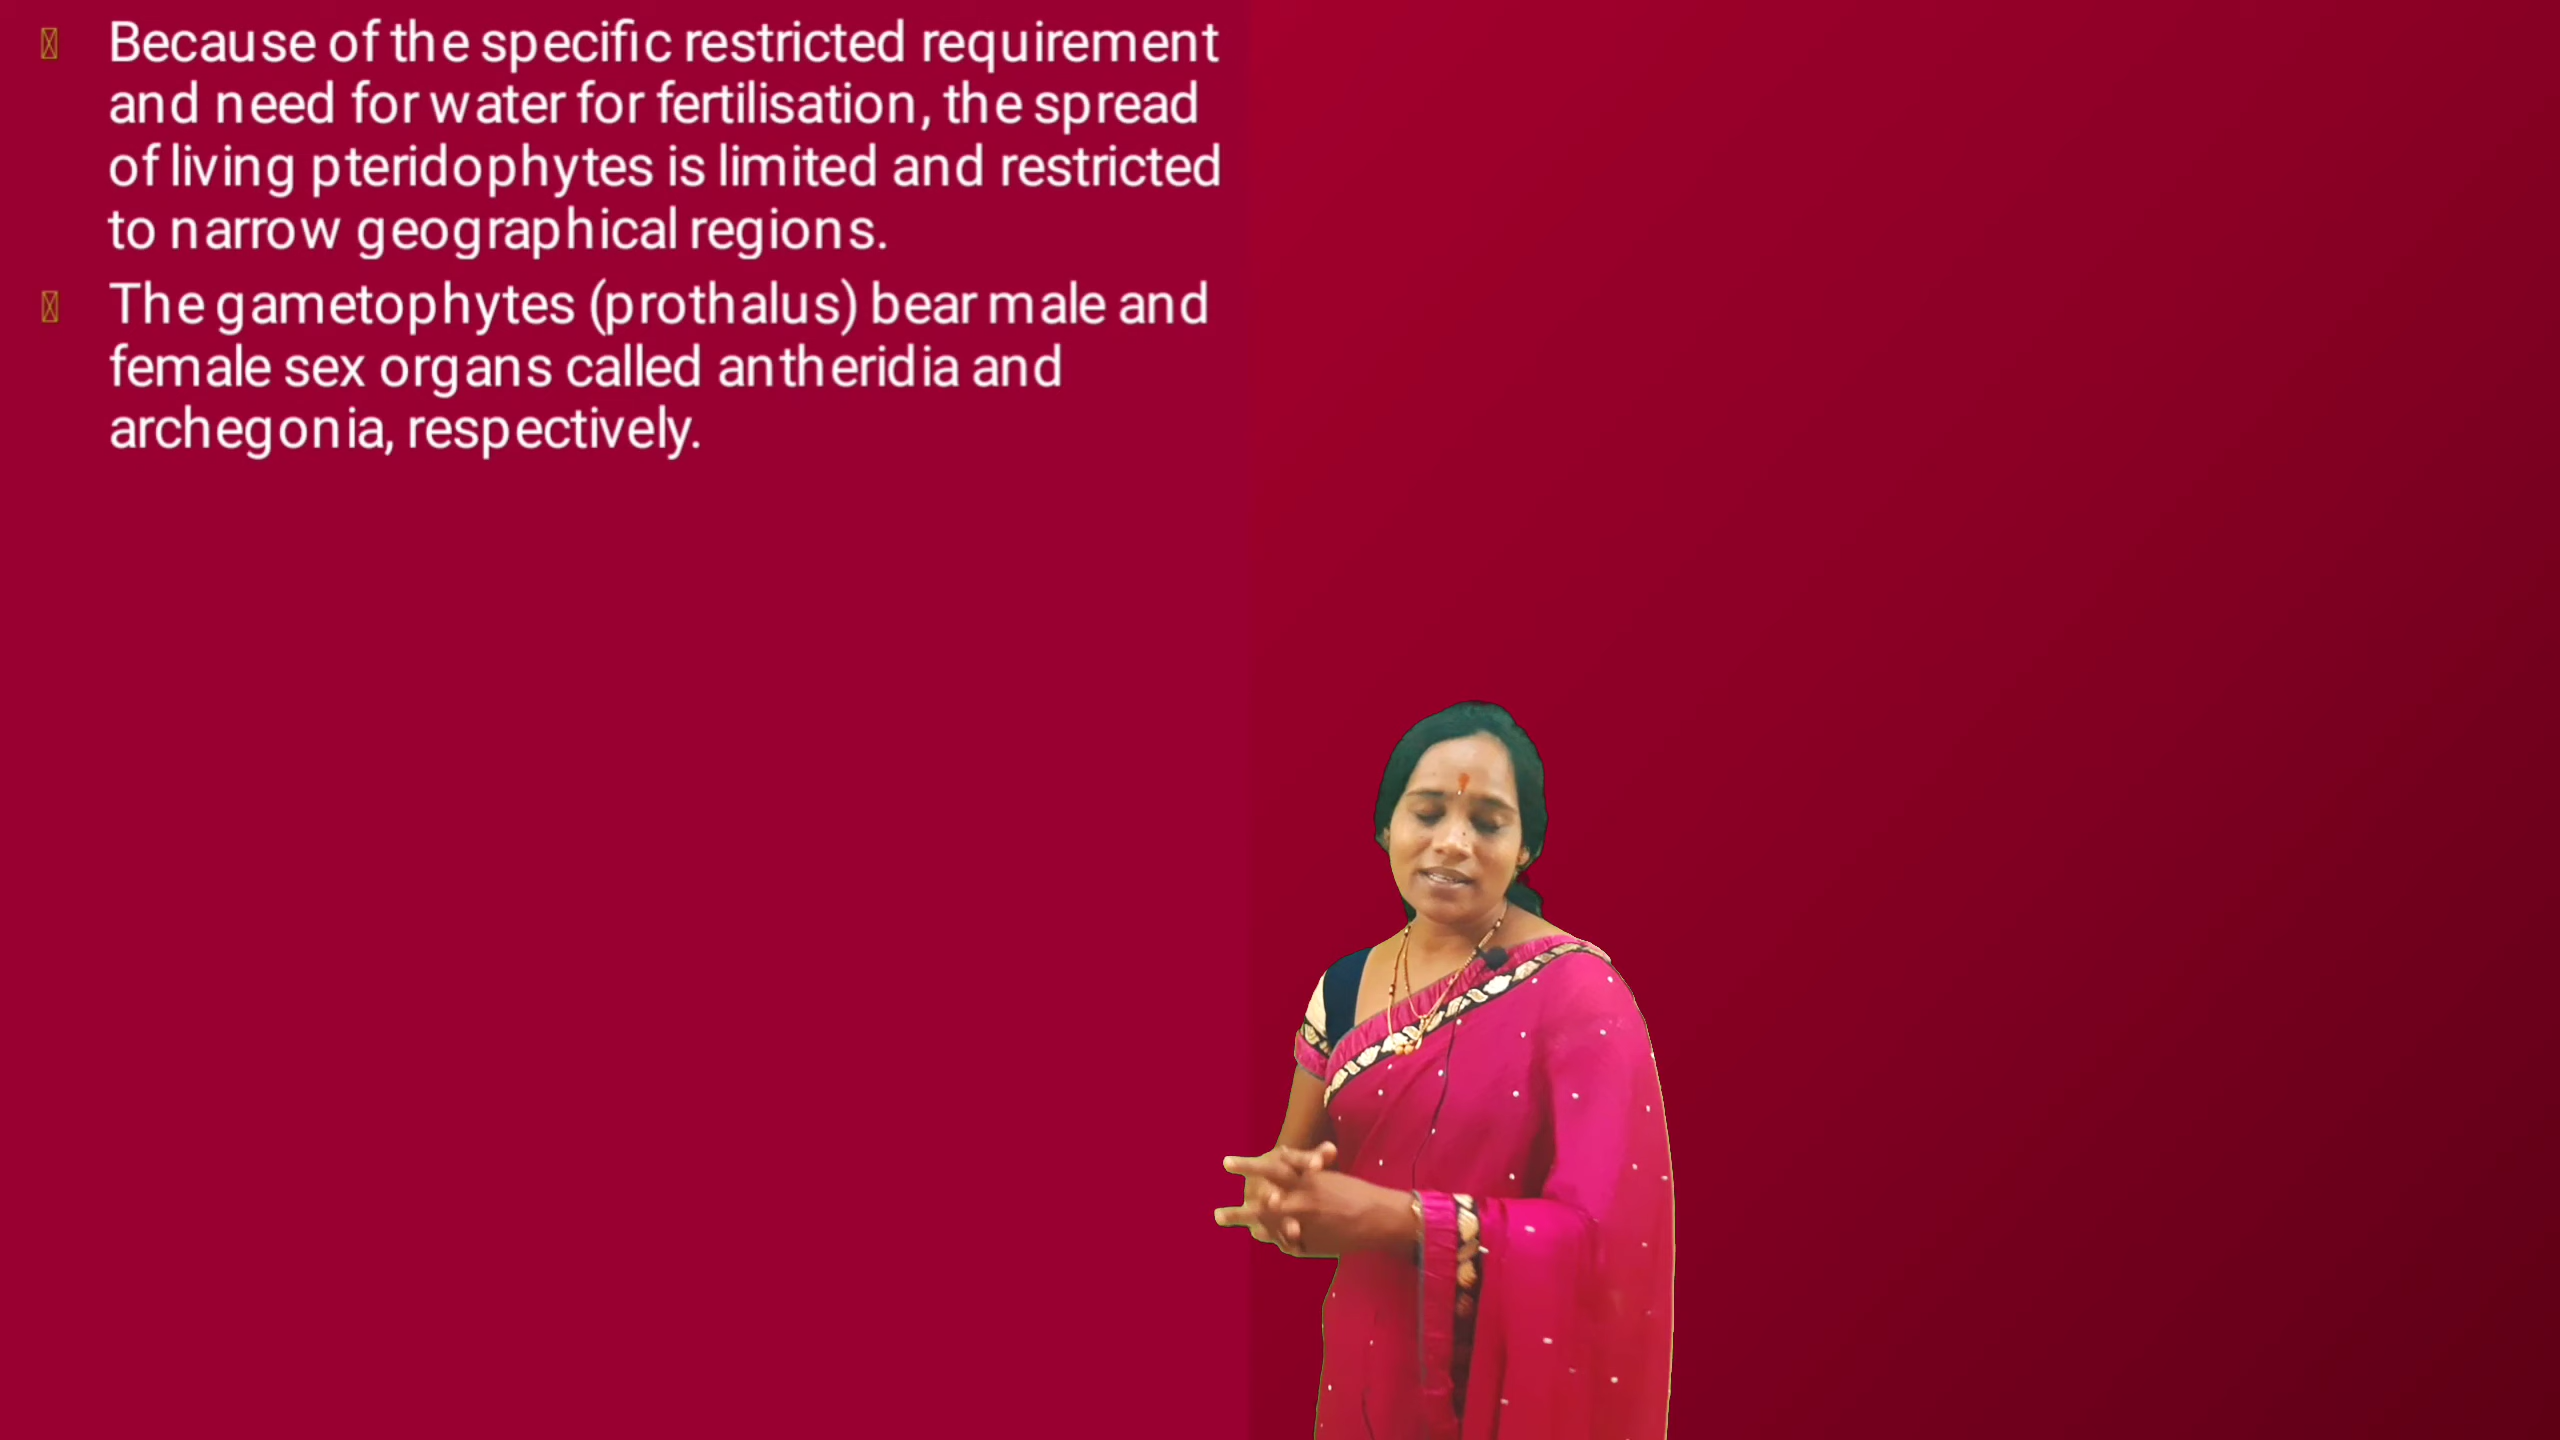 Because of the specific restricted requirement
and need for water for fertilisation, the spread
of living pteridophytes is limited and restricted
to narrow geographical regions.
The gametophytes (prothalus) bear male and
female sex organs called antheridia and
archegonia, respectively.